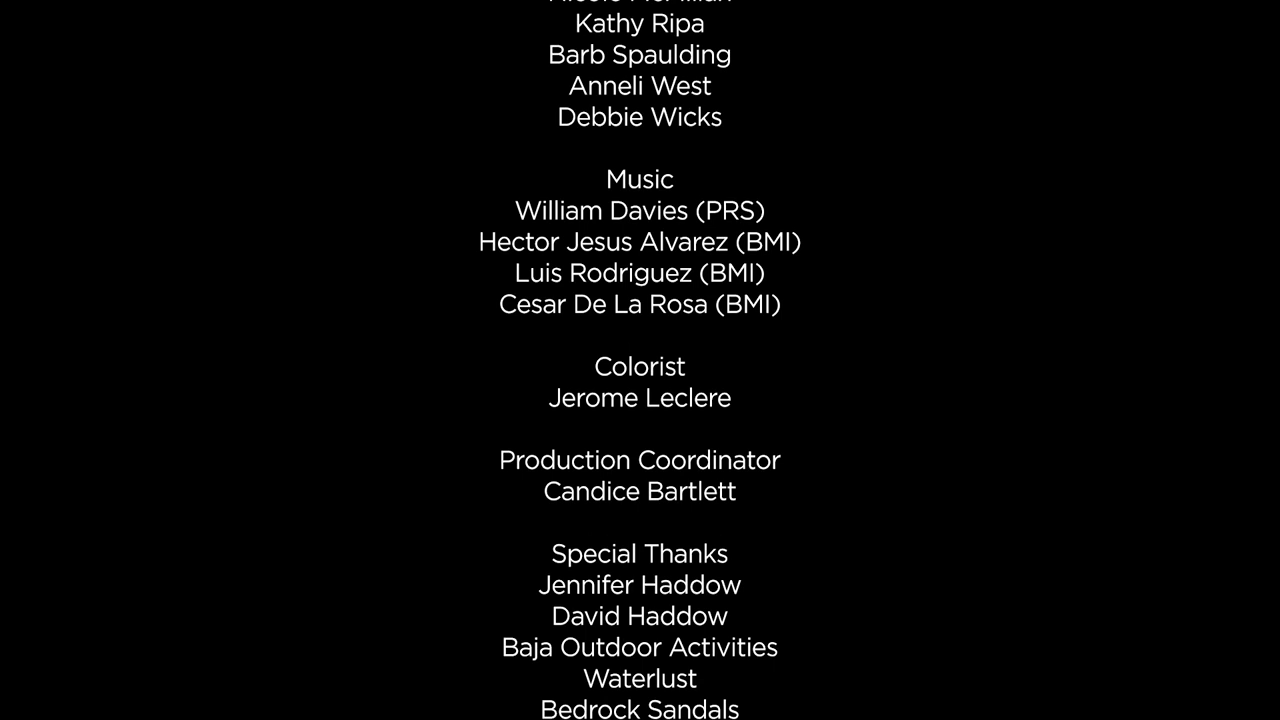 Kathy Ripa
Barb Spaulding
Anneli West
Debbie Wicks
Music
William Davies (PRS)
Hector Jesus Alvarez (BMI)
Luis Rodriguez (BMI)
Cesar De La Rosa (BMI)
Colorist
Jerome Leclere
Production Coordinator
Candice Bartlett
Special Thanks
Jennifer Haddow
David Haddow
Baja Outdoor Activities
Waterlust
Bedrock Sandals